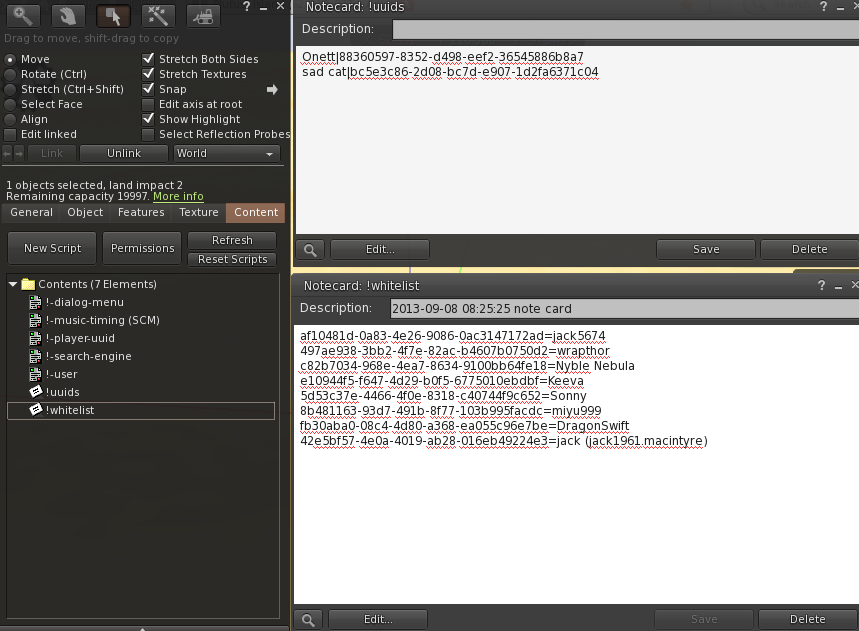 ? _ ×
Drag to move, shift-drag to copy
Move
Rotate (Ctrl)
Stretch (Ctrl+Shift)
Select Face
Align
Edit linked
Stretch Both Sides
Stretch Textures
Snap
Edit axis at root
Show Highlight
Select Reflection Probes
Link
Unlink
World
1 objects selected, land impact 2
Remaining capacity 19997. More info
General Object Features Texture Content
New Script
Permissions
Refresh
Reset Scripts
Contents (7 Elements)
!-dialog-menu
!-music-timing (SCM)
!-player-uuid
!-search-engine
!-user
!uuids
!whitelist
Notecard: !uuids
Description:
Onett|88360597-8352-d498-eef2-36545886b8a7
sad cat|bc5e3c86-2d08-bc7d-e907-1d2fa6371c04
Edit... Save Delete
Notecard: !whitelist
Description: 2013-09-08 08:25:25 note card
af10481d-0a83-4e26-9086-0ac3147172ad=jack5674
497ae938-3bb2-4f7e-82ac-b4607b0750d2=wrapthor
c82b7034-968e-4ea7-8634-9100bb64fe18=Nyble Nebula
e10944f5-f647-4d29-b0f5-6775010ebdbf=Keeva
5d53c37e-4466-4f0e-8318-c40744f9c652=Sonny
8b481163-93d7-491b-8f77-103b995facdc=miyu999
fb30aba0-08c4-4d80-a368-ea055c96e7be=DragonSwift
42e5bf57-4e0a-4019-ab28-016eb49224e3=jack (jack1961.macintyre)
Edit... Save Delete